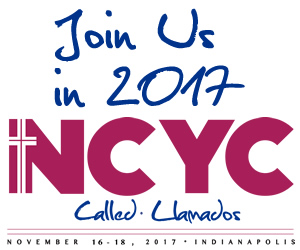 Join Us
in 2017
NCYC
Called · Llamados
NOVEMBER 16-18, 2017 • INDIANAPOLIS